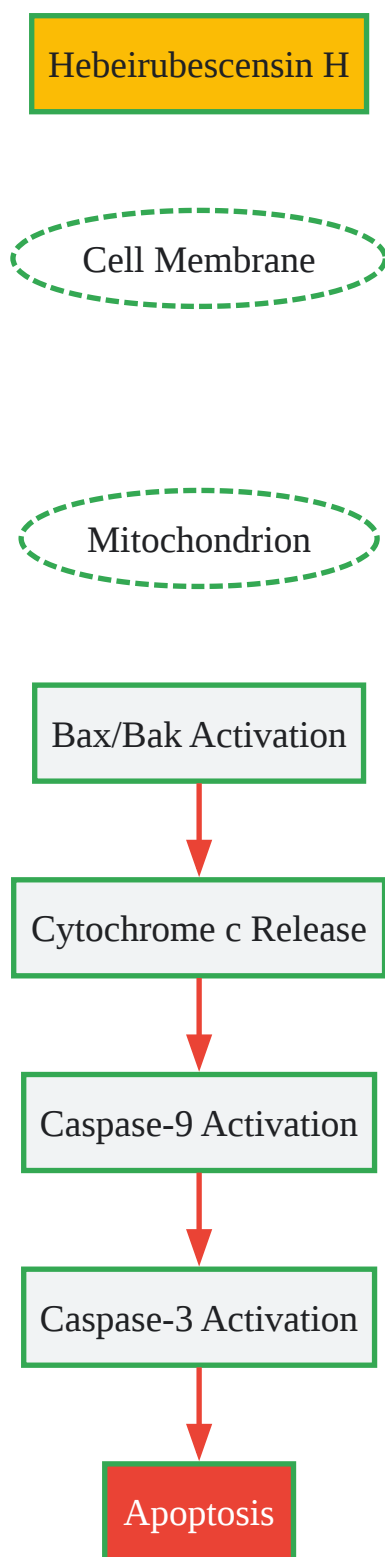 Hebeirubescensin H
Cell Membrane
Mitochondrion
Bax/Bak Activation
Cytochrome c Release
Caspase-9 Activation
Caspase-3 Activation
Apoptosis